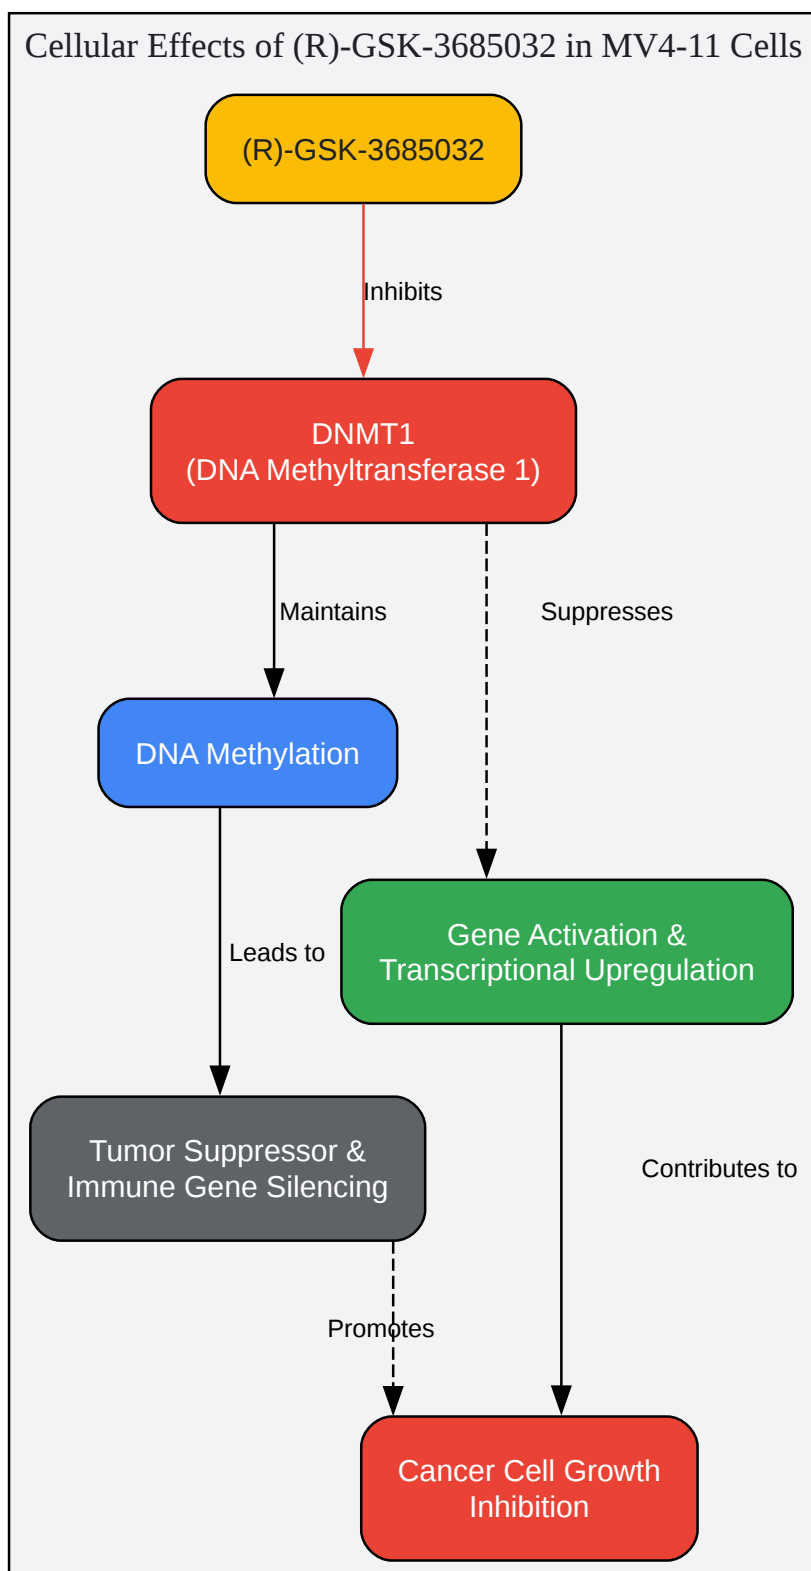 Cellular Effects of (R)-GSK-3685032 in MV4-11 Cells
(R)-GSK-3685032
Inhibits
DNMT1
(DNA Methyltransferase 1)
Maintains
Suppresses
DNA Methylation
Gene Activation &
Transcriptional Upregulation
Leads to
Tumor Suppressor &
Immune Gene Silencing
Contributes to
Promotes
Cancer Cell Growth
Inhibition